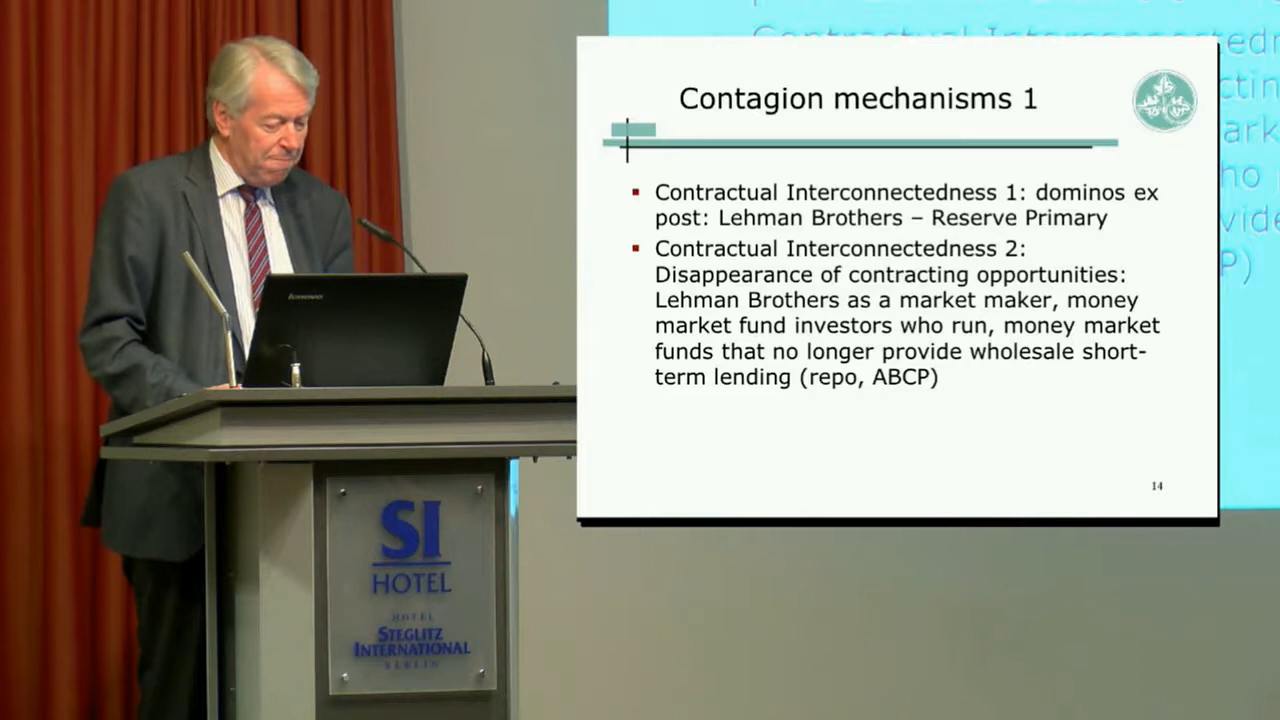 Contagion mechanisms 1
Contractual Interconnectedness 1: dominos ex
post: Lehman Brothers – Reserve Primary
Contractual Interconnectedness 2:
Disappearance of contracting opportunities:
Lehman Brothers as a market maker, money
market fund investors who run, money market
funds that no longer provide wholesale short-
term lending (repo, ABCP)
14
lenovo
SI
HOTEL
HOTEL
STEGLITZ
INTERNATIONAL
BERLIN